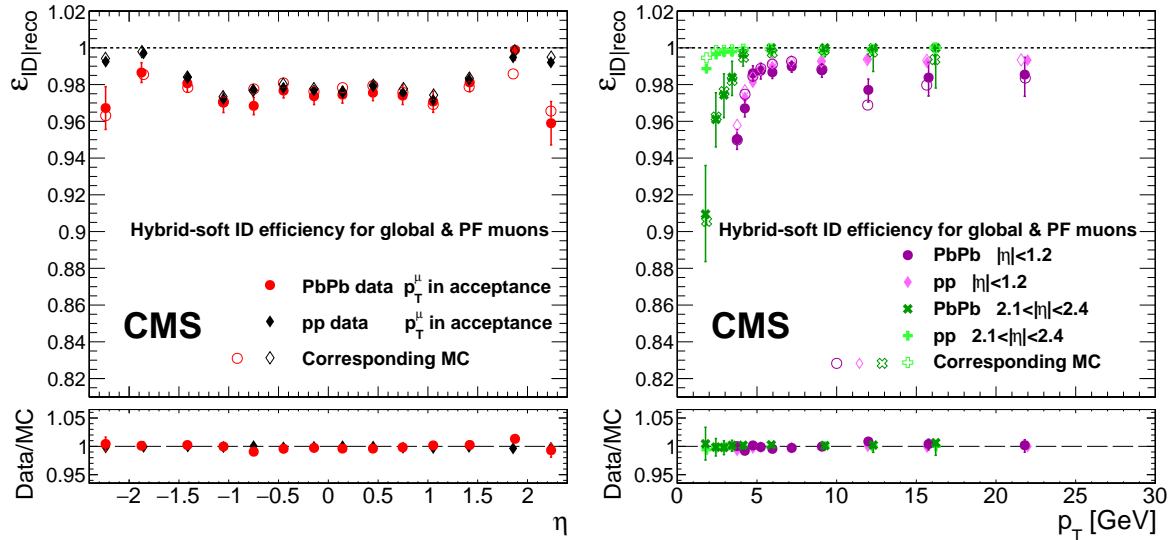 1.02
1
0.98
0.96
0.94
0.92
0.9
0.88
0.86
0.84
0.82
ε_ID|reco
Hybrid-soft ID efficiency for global & PF muons
PbPb data p_T^μ in acceptance
pp data p_T^μ in acceptance
Corresponding MC
CMS
1.05
1
0.95
Data/MC
−2 −1.5 −1 −0.5 0 0.5 1 1.5 2
η
1.02
1
0.98
0.96
0.94
0.92
0.9
0.88
0.86
0.84
0.82
ε_ID|reco
Hybrid-soft ID efficiency for global & PF muons
PbPb |η|<1.2
pp |η|<1.2
PbPb 2.1<|η|<2.4
pp 2.1<|η|<2.4
Corresponding MC
CMS
1.05
1
0.95
Data/MC
0 5 10 15 20 25 30
p_T [GeV]